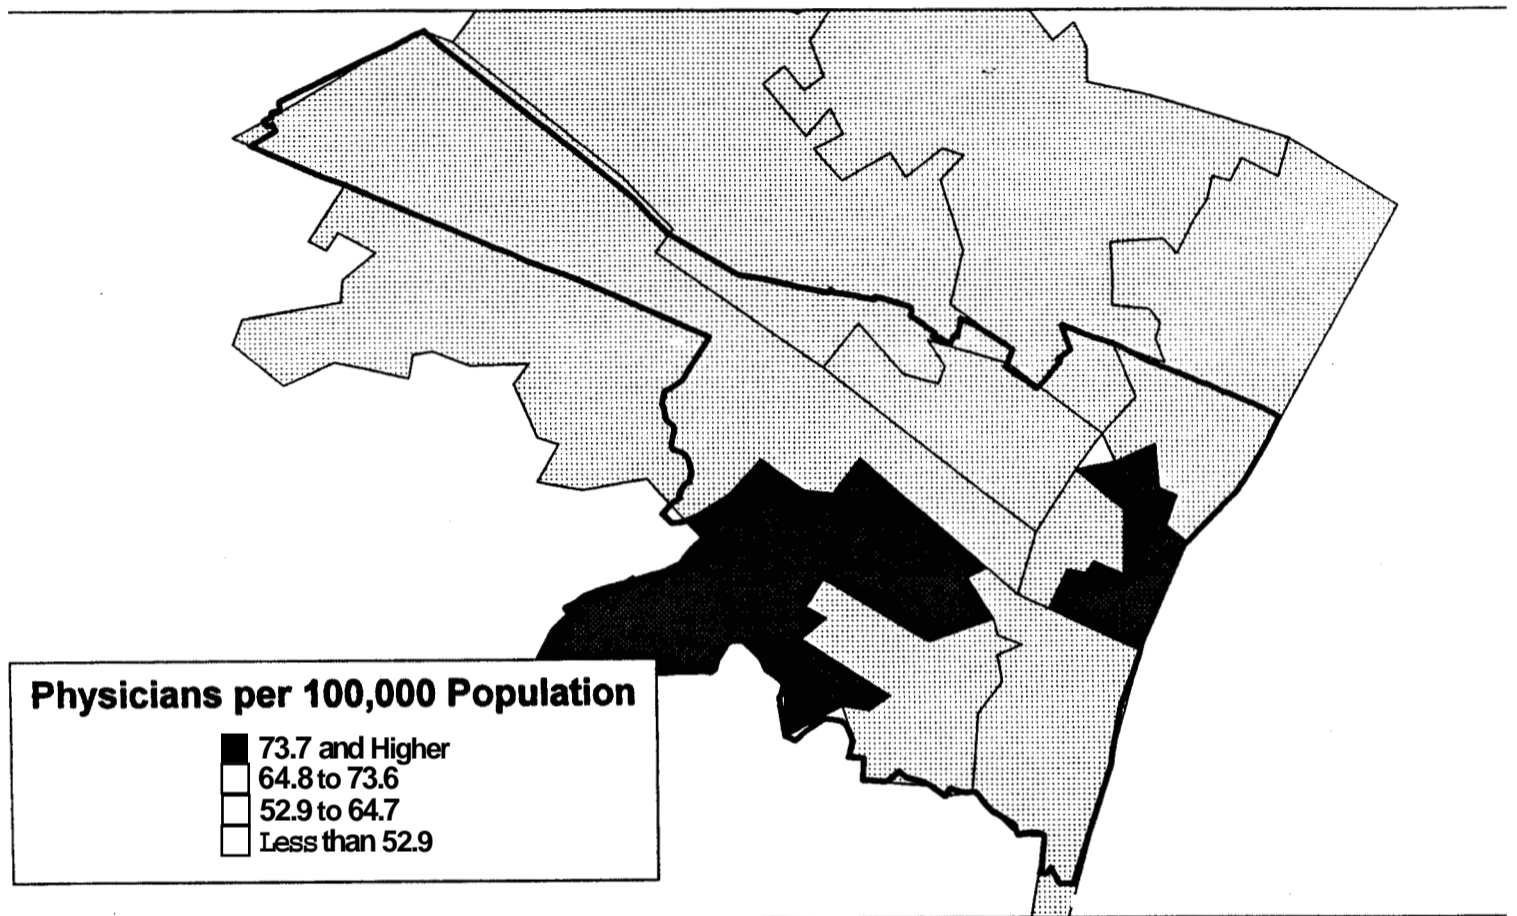 Physicians per 100,000 Population
73.7 and Higher
64.8 to 73.6
52.9 to 64.7
Less than 52.9